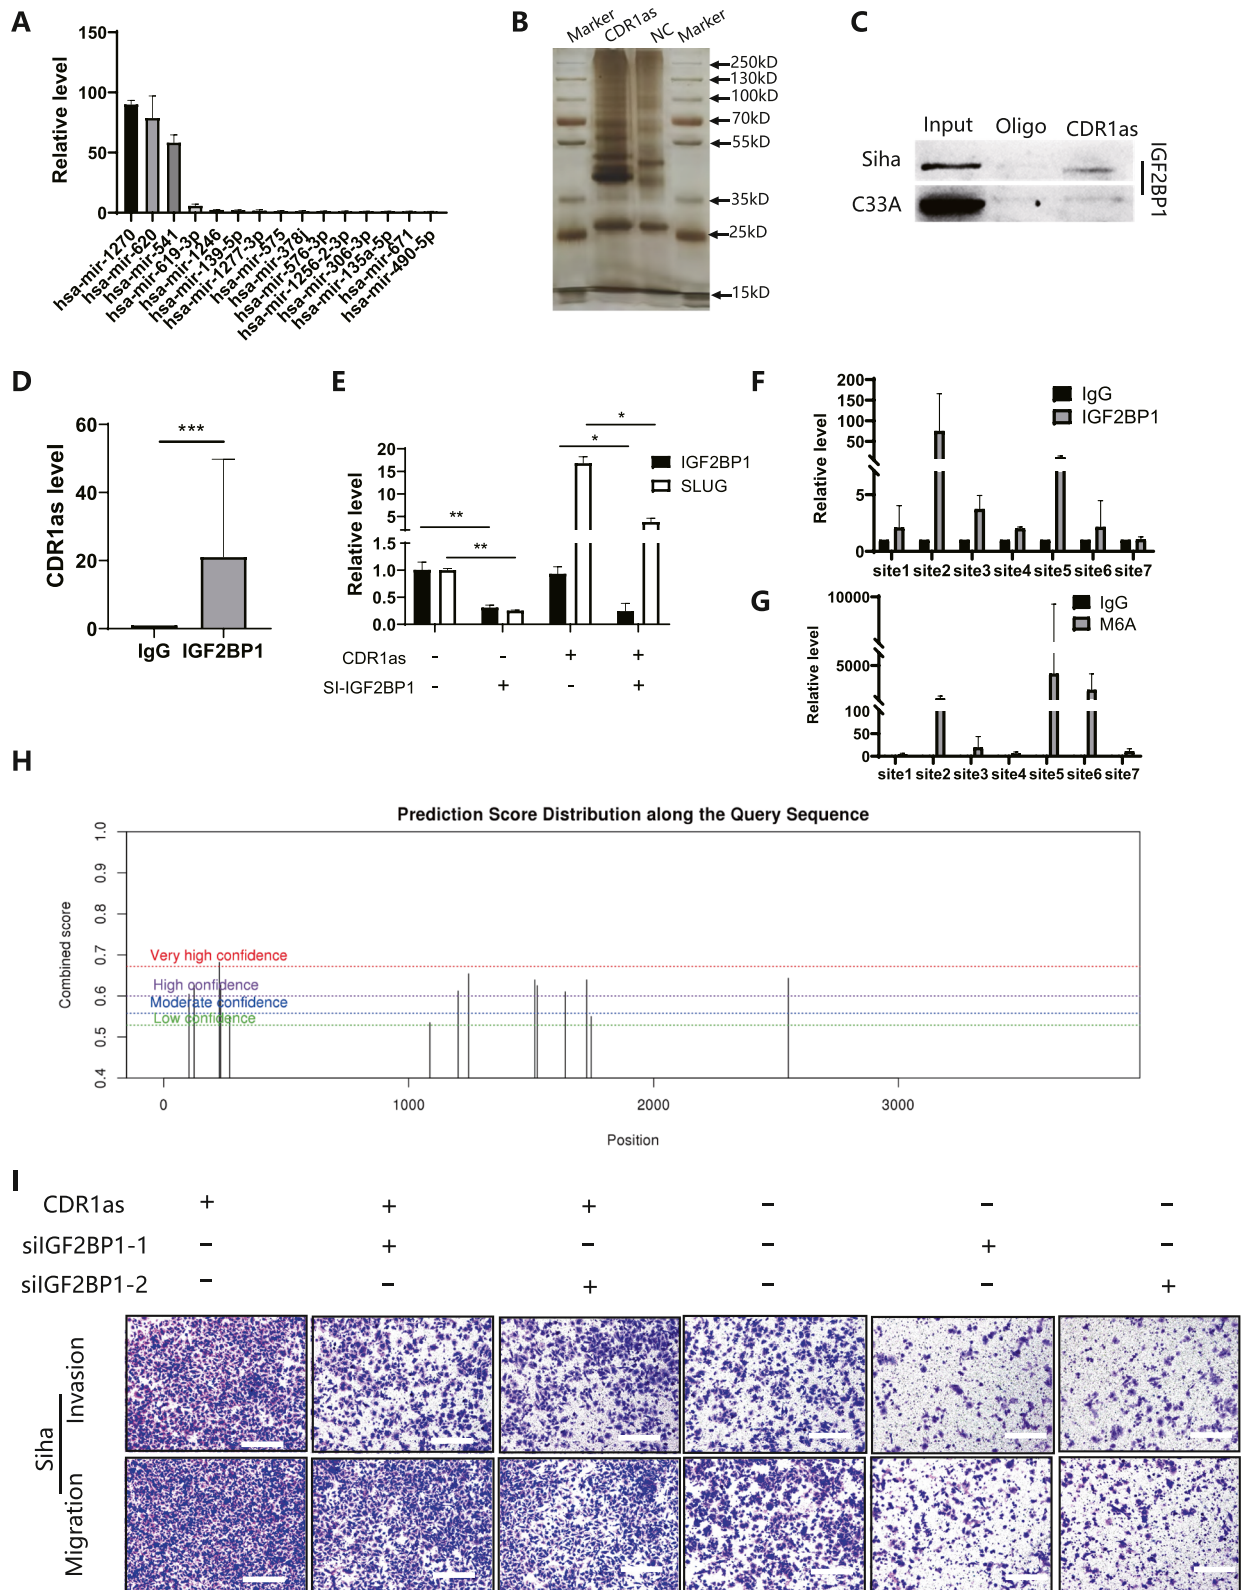 A
150
100
50
0
Relative level
hsa-mir-1270
hsa-mir-620
hsa-mir-541
hsa-mir-619-3p
hsa-mir-1246
hsa-mir-139-5p
hsa-mir-1277-3p
hsa-mir-575
hsa-mir-378j
hsa-mir-576-3p
hsa-mir-1256-2-3p
hsa-mir-306-3p
hsa-mir-135a-5p
hsa-mir-671
hsa-mir-490-5p
B
Marker CDR1as NC Marker
250kD
130kD
100kD
70kD
55kD
35kD
25kD
15kD
C
Input Oligo CDR1as
Siha
C33A
IGF2BP1
D
60
40
20
0
CDR1as level
***
IgG IGF2BP1
E
20
15
10
5
1.5
1.0
0.5
0.0
Relative level
** ** * *
IGF2BP1
SLUG
CDR1as - - + +
SI-IGF2BP1 - + - +
F
200
150
100
50
5
0
Relative level
IgG
IGF2BP1
site1 site2 site3 site4 site5 site6 site7
G
10000
5000
100
50
0
Relative level
IgG
M6A
site1 site2 site3 site4 site5 site6 site7
H
Prediction Score Distribution along the Query Sequence
1.0
0.9
0.8
0.7
0.6
0.5
0.4
Combined score
Very high confidence
High confidence
Moderate confidence
Low confidence
0 1000 2000 3000
Position
I
CDR1as + + + – – –
siIGF2BP1-1 – + – – + –
siIGF2BP1-2 – – + – – +
Siha
Invasion
Migration